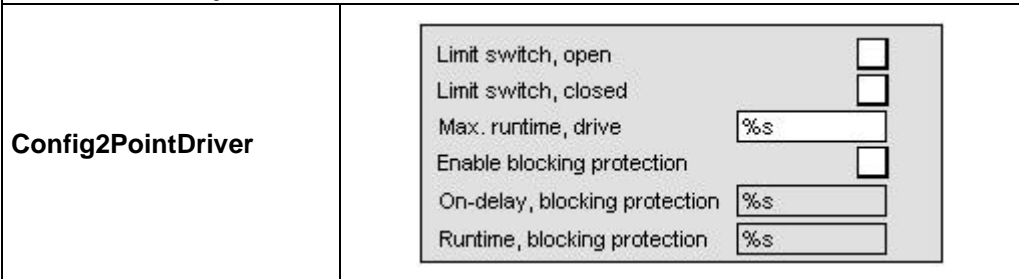 Config2PointDriver
Limit switch, open
Limit switch, closed
Max. runtime, drive %s
Enable blocking protection
On-delay, blocking protection %s
Runtime, blocking protection %s